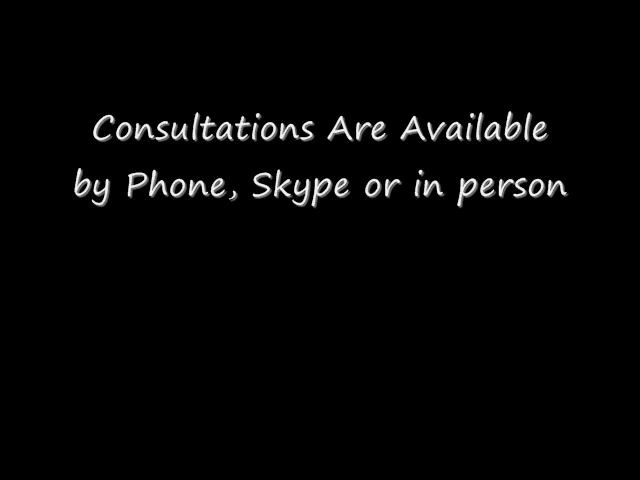 Consultations Are Available
by Phone, Skype or in person